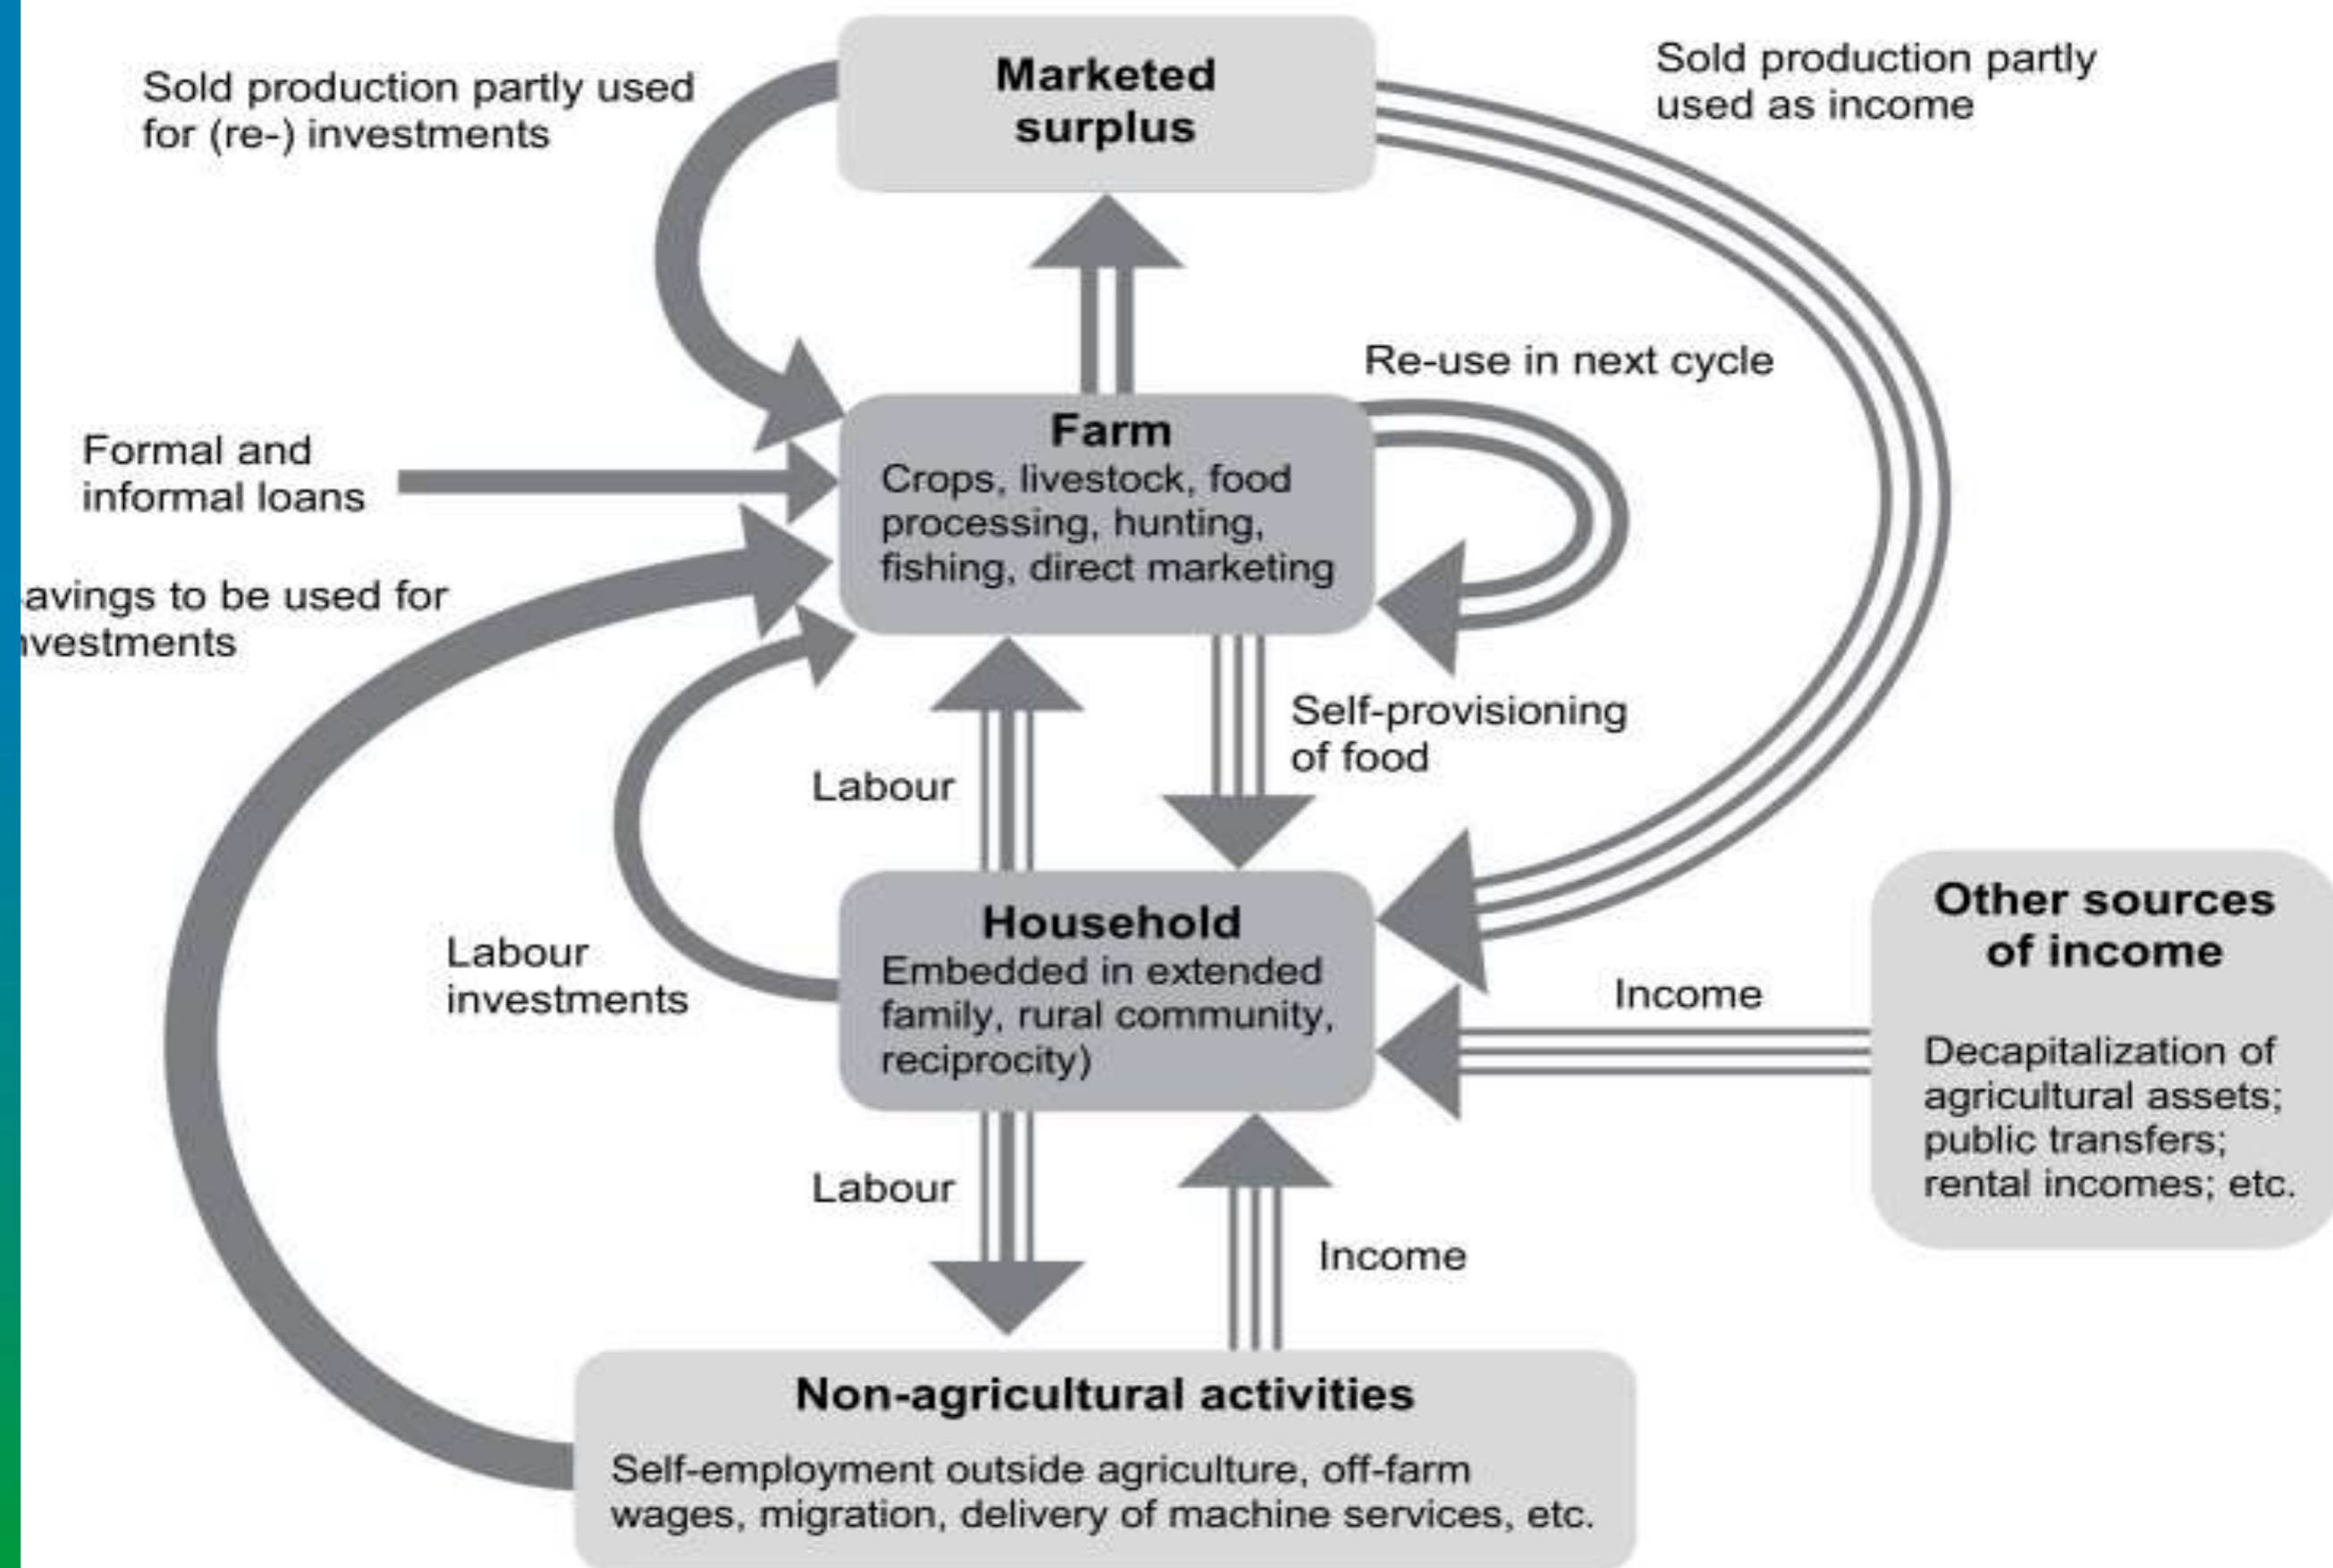 Marketed
surplus
Sold production partly used
for (re-) investments
Sold production partly
used as income
Re-use in next cycle
Farm
Crops, livestock, food
processing, hunting,
fishing, direct marketing
Formal and
informal loans
avings to be used for
nvestments
Self-provisioning
of food
Labour
Labour
investments
Household
Embedded in extended
family, rural community,
reciprocity)
Income
Other sources
of income
Decapitalization of
agricultural assets;
public transfers;
rental incomes; etc.
Labour
Income
Non-agricultural activities
Self-employment outside agriculture, off-farm
wages, migration, delivery of machine services, etc.